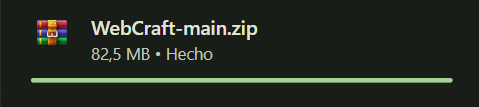 WebCraft-main.zip
82,5 MB • Hecho